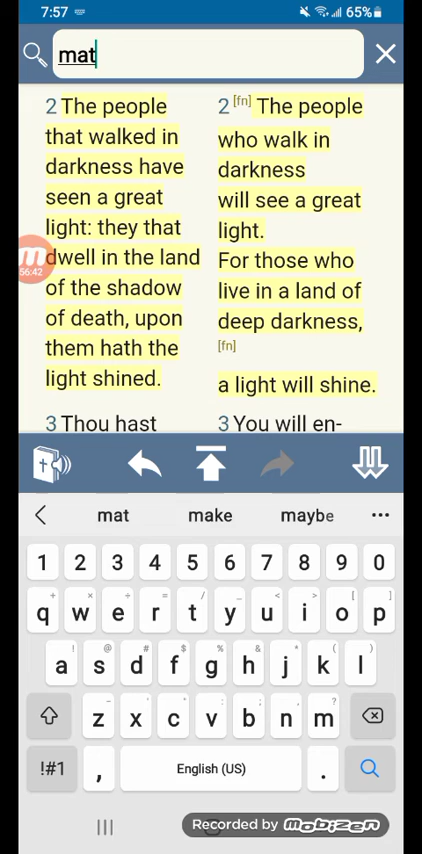 7:57
65%
mat
2 The people
that walked in
darkness have
seen a great
light: they that
dwell in the land
of the shadow
of death, upon
them hath the
light shined.
3 Thou hast
2 [fn] The people
who walk in
darkness
will see a great
light.
For those who
live in a land of
deep darkness,
[fn]
a light will shine.
3 You will en-
56:42
mat make maybe
1 2 3 4 5 6 7 8 9 0
q w e r t y u i o p
a s d f g h j k l
z x c v b n m
!#1 , English (US) .
Recorded by mobizen